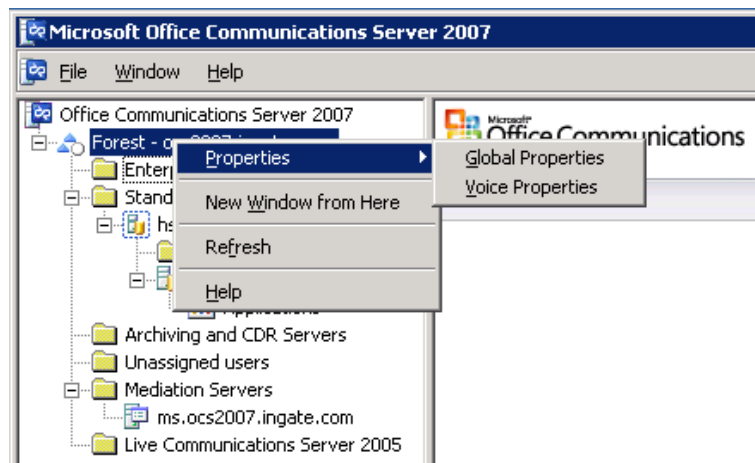 Microsoft Office Communications Server 2007
File Window Help
Office Communications Server 2007
Microsoft
Office Communications
Forest -
Properties
Global Properties
Voice Properties
New Window from Here
Refresh
Help
Applications
Archiving and CDR Servers
Unassigned users
Mediation Servers
ms.ocs2007.ingate.com
Live Communications Server 2005